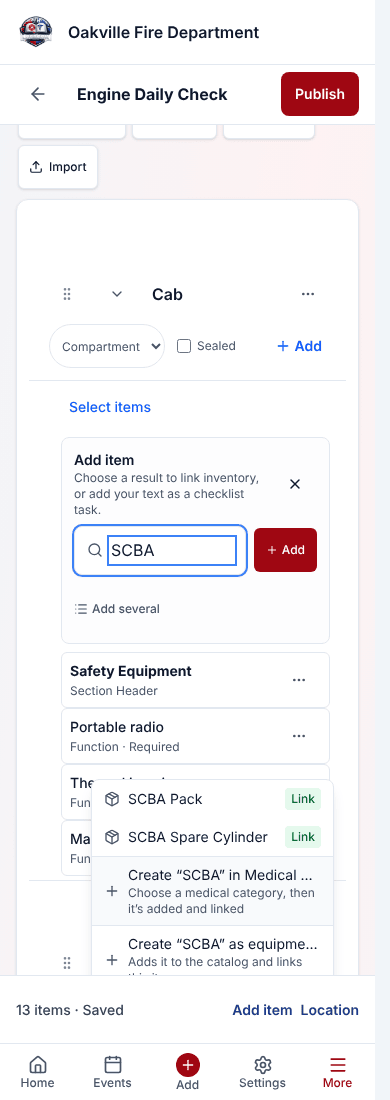 Oakville Fire Department
Engine Daily Check
Publish
Import
Cab
Compartment
Sealed
Add
Select items
Add item
Choose a result to link inventory,
or add your text as a checklist
task.
SCBA
Add
Add several
Safety Equipment
Section Header
Portable radio
Function · Required
SCBA Pack
Link
SCBA Spare Cylinder
Link
Create “SCBA” in Medical ...
Choose a medical category, then
it’s added and linked
Create “SCBA” as equipme...
Adds it to the catalog and links
13 items · Saved
Add item
Location
Home
Events
Add
Settings
More